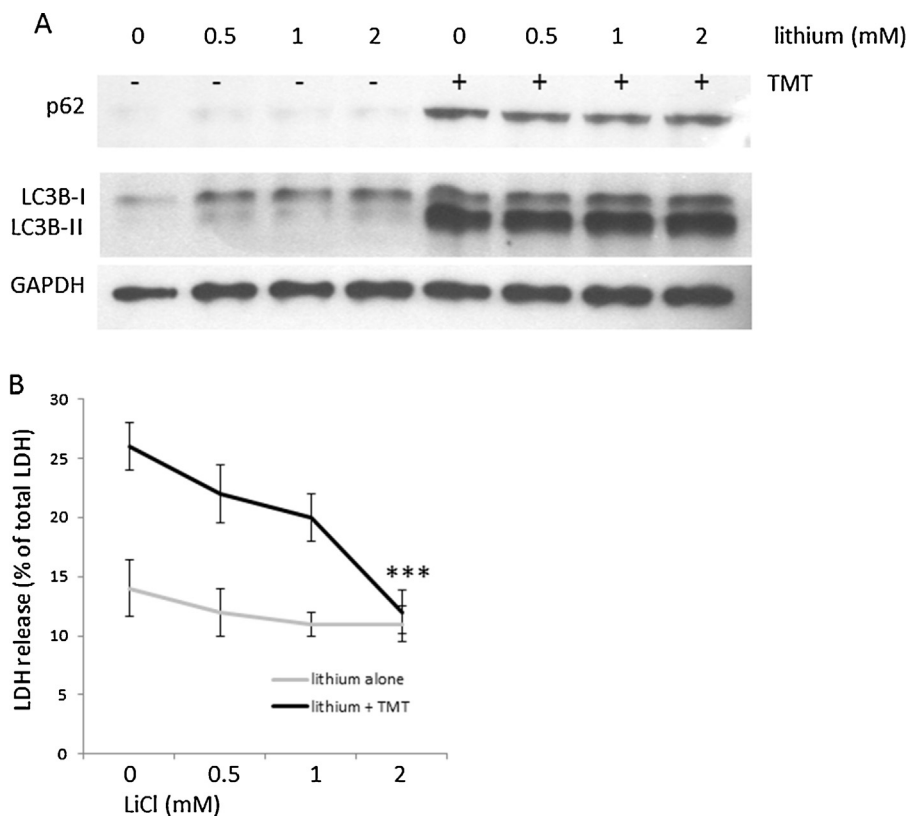 A
0 0.5 1 2 0 0.5 1 2 lithium (mM)
- - - - + + + + TMT
p62
LC3B-I
LC3B-II
GAPDH
B
30
25
20
15
10
5
0
LDH release (% of total LDH)
***
lithium alone
lithium + TMT
0 0.5 1 2
LiCl (mM)